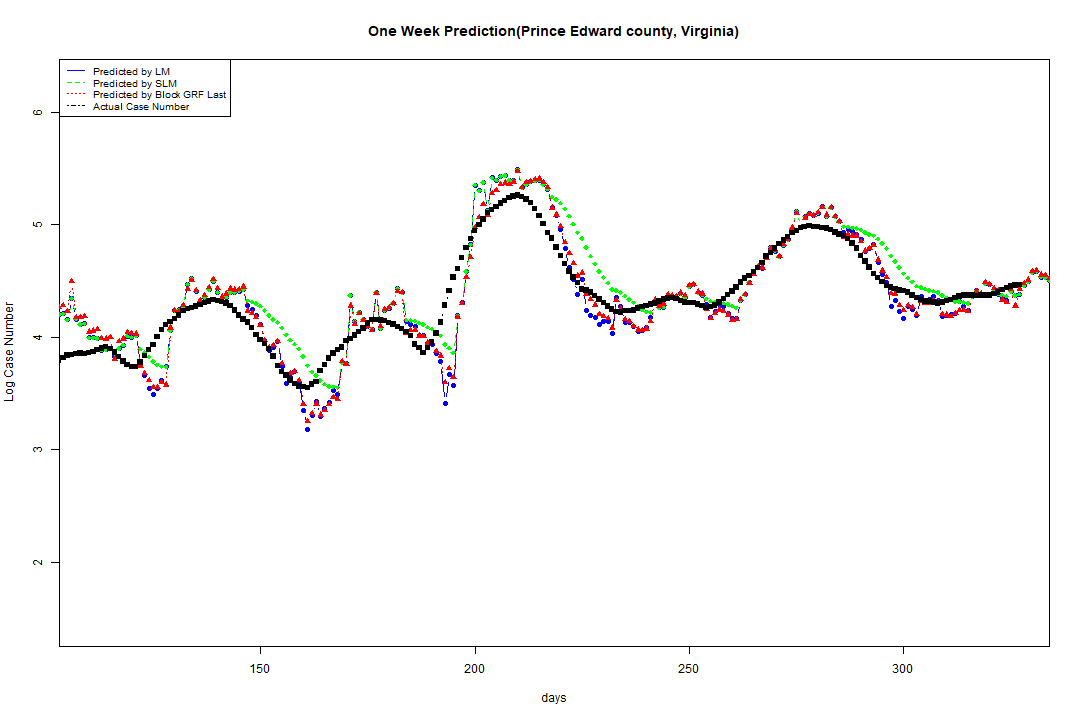 One Week Prediction(Prince Edward county, Virginia)
Predicted by LM
Predicted by SLM
Predicted by Block GRF Last
Actual Case Number
6
5
4
3
2
Log Case Number
150 200 250 300
days